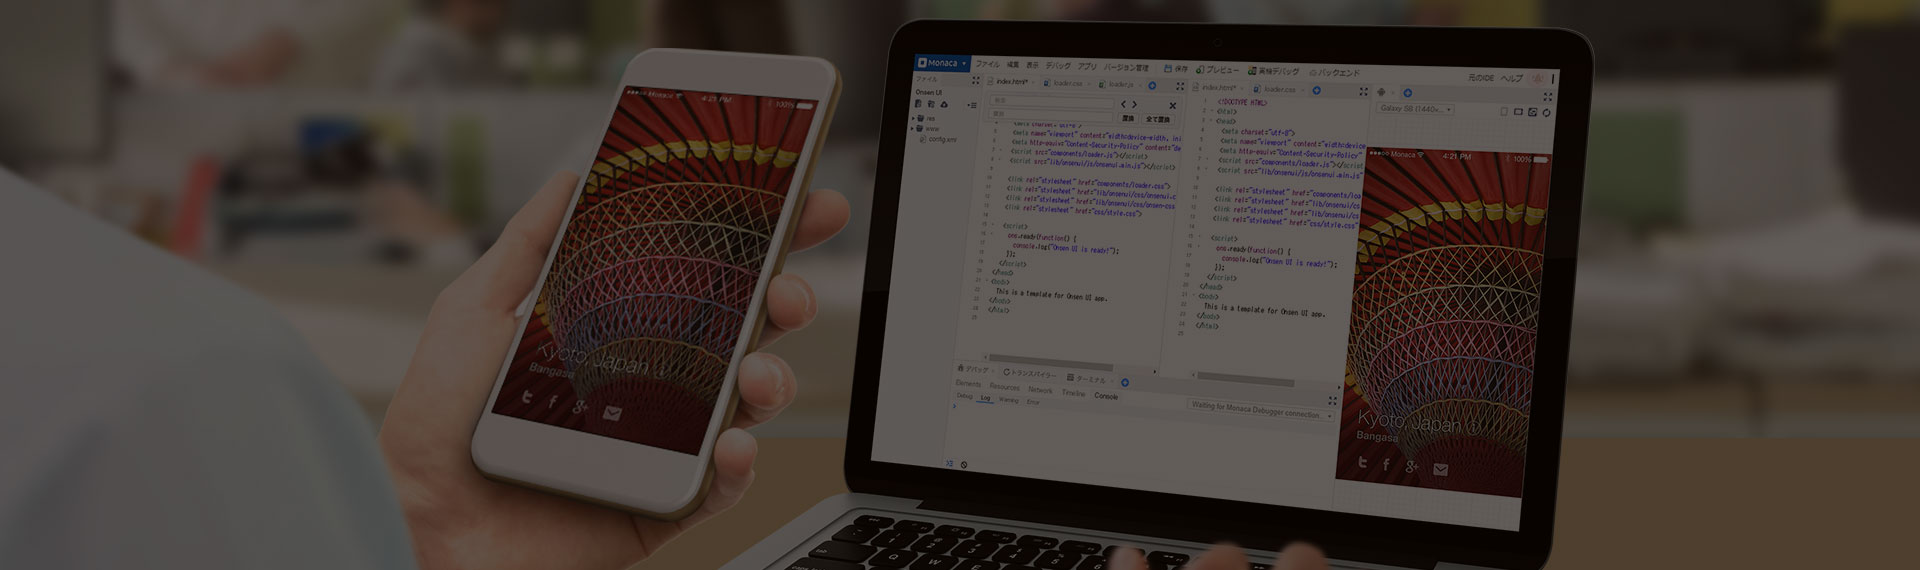 Monaca 4:21 PM 100%
Kyoto, Japan
Bangasa
Monaca ファイル 編集 表示 デバッグ アプリ バージョン管理 保存 プレビュー 実機デバッグ バックエンド 元のIDE ヘルプ
ファイル
Onsen UI
res
www
config.xml
index.html* loader.css loader.js
置換 全て置換
<meta charset="utf-8">
<meta name="viewport" content="width=device-width, ini
<meta http-equiv="Content-Security-Policy" content="de
<script src="components/loader.js"></script>
<script src="lib/onsenui/js/onsenui.min.js"></script>
<link rel="stylesheet" href="components/loader.css">
<link rel="stylesheet" href="lib/onsenui/css/onsenui.c
<link rel="stylesheet" href="lib/onsenui/css/onsen-css
<link rel="stylesheet" href="css/style.css">
<script>
ons.ready(function() {
console.log("Onsen UI is ready!");
});
</script>
</head>
<body>
This is a template for Onsen UI app.
</body>
</html>
index.html* loader.css
<!DOCTYPE HTML>
<html>
<head>
<meta charset="utf-8">
<meta name="viewport" content="width=device
<meta http-equiv="Content-Security-Policy"
<script src="components/loader.js"></script
<script src="lib/onsenui/js/onsenui.min.js"
<link rel="stylesheet" href="components/loa
<link rel="stylesheet" href="lib/onsenui/cs
<link rel="stylesheet" href="lib/onsenui/cs
<link rel="stylesheet" href="css/style.css"
<script>
ons.ready(function() {
console.log("Onsen UI is ready!");
});
</script>
</head>
<body>
This is a template for Onsen UI app.
</body>
</html>
デバッグ トランスパイラー ターミナル
Elements Resources Network Timeline Console
Debug Log Warning Error
Waiting for Monaca Debugger connection...
Galaxy S8 (1440×...
Monaca 4:21 PM 100%
Kyoto, Japan
Bangasa